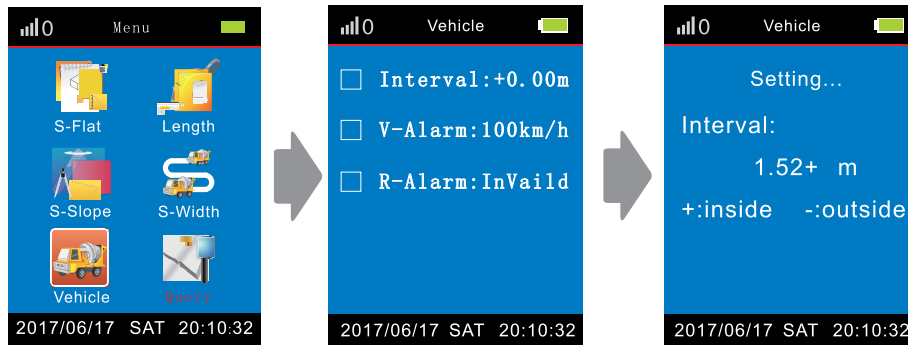 0 Menu
S-Flat Length
S-Slope S-Width
Vehicle Query
2017/06/17 SAT 20:10:32
0 Vehicle
Interval:+0.00m
V-Alarm:100km/h
R-Alarm:InVaild
2017/06/17 SAT 20:10:32
0 Vehicle
Setting...
Interval:
1.52+ m
+:inside -:outside
2017/06/17 SAT 20:10:32